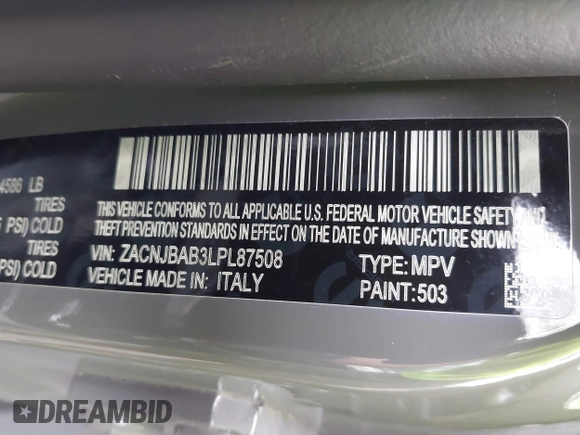 4586 LB
TIRES
PSI) COLD
TIRES
PSI) COLD
THIS VEHICLE CONFORMS TO ALL APPLICABLE U.S. FEDERAL MOTOR VEHICLE SAFETY AND
THEFT PREVENTION STANDARDS IN EFFECT ON THE DATE OF MANUFACTURE SHOWN ABOVE
VIN: ZACNJBAB3LPL87508 TYPE: MPV
VEHICLE MADE IN: ITALY PAINT: 503
DREAMBID